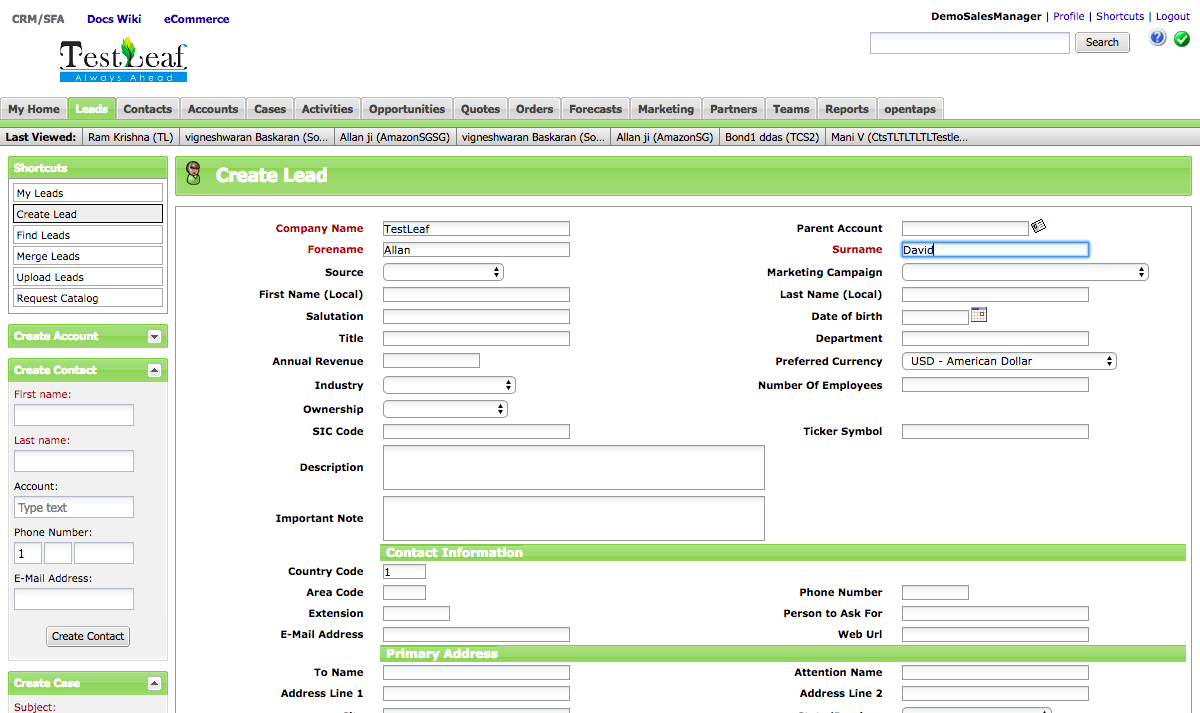 CRM/SFA Docs Wiki eCommerce
DemoSalesManager | Profile | Shortcuts | Logout
TestLeaf
Always Ahead
Search
My Home Leads Contacts Accounts Cases Activities Opportunities Quotes Orders Forecasts Marketing Partners Teams Reports opentaps
Last Viewed: Ram Krishna (TL) vigneshwaran Baskaran (So... Allan ji (AmazonSGSG) vigneshwaran Baskaran (So... Allan ji (AmazonSG) Bond1 ddas (TCS2) Mani V (CtsTLTLTLTLTestle...
Shortcuts
My Leads
Create Lead
Find Leads
Merge Leads
Upload Leads
Request Catalog
Create Account
Create Contact
First name:
Last name:
Account:
Type text
Phone Number:
1
E-Mail Address:
Create Contact
Create Case
Subject:
Create Lead
Company Name TestLeaf Parent Account
Forename Allan Surname David
Source Marketing Campaign
First Name (Local) Last Name (Local)
Salutation Date of birth
Title Department
Annual Revenue Preferred Currency USD - American Dollar
Industry Number Of Employees
Ownership
SIC Code Ticker Symbol
Description
Important Note
Contact Information
Country Code 1
Area Code Phone Number
Extension Person to Ask For
E-Mail Address Web Url
Primary Address
To Name Attention Name
Address Line 1 Address Line 2